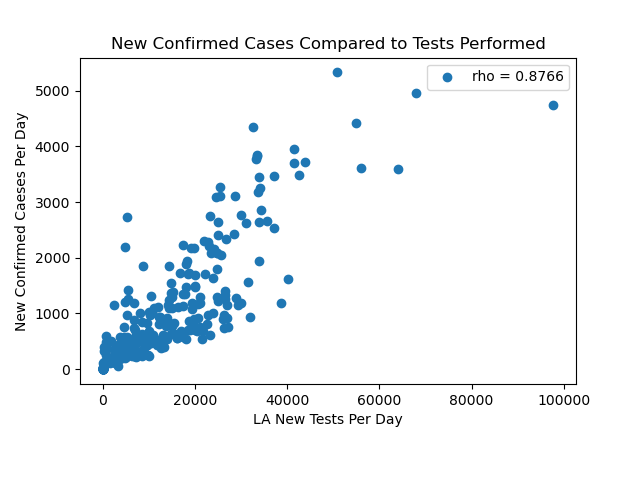 New Confirmed Cases Compared to Tests Performed
rho = 0.8766
New Confirmed Caeses Per Day
5000
4000
3000
2000
1000
0
0 20000 40000 60000 80000 100000
LA New Tests Per Day